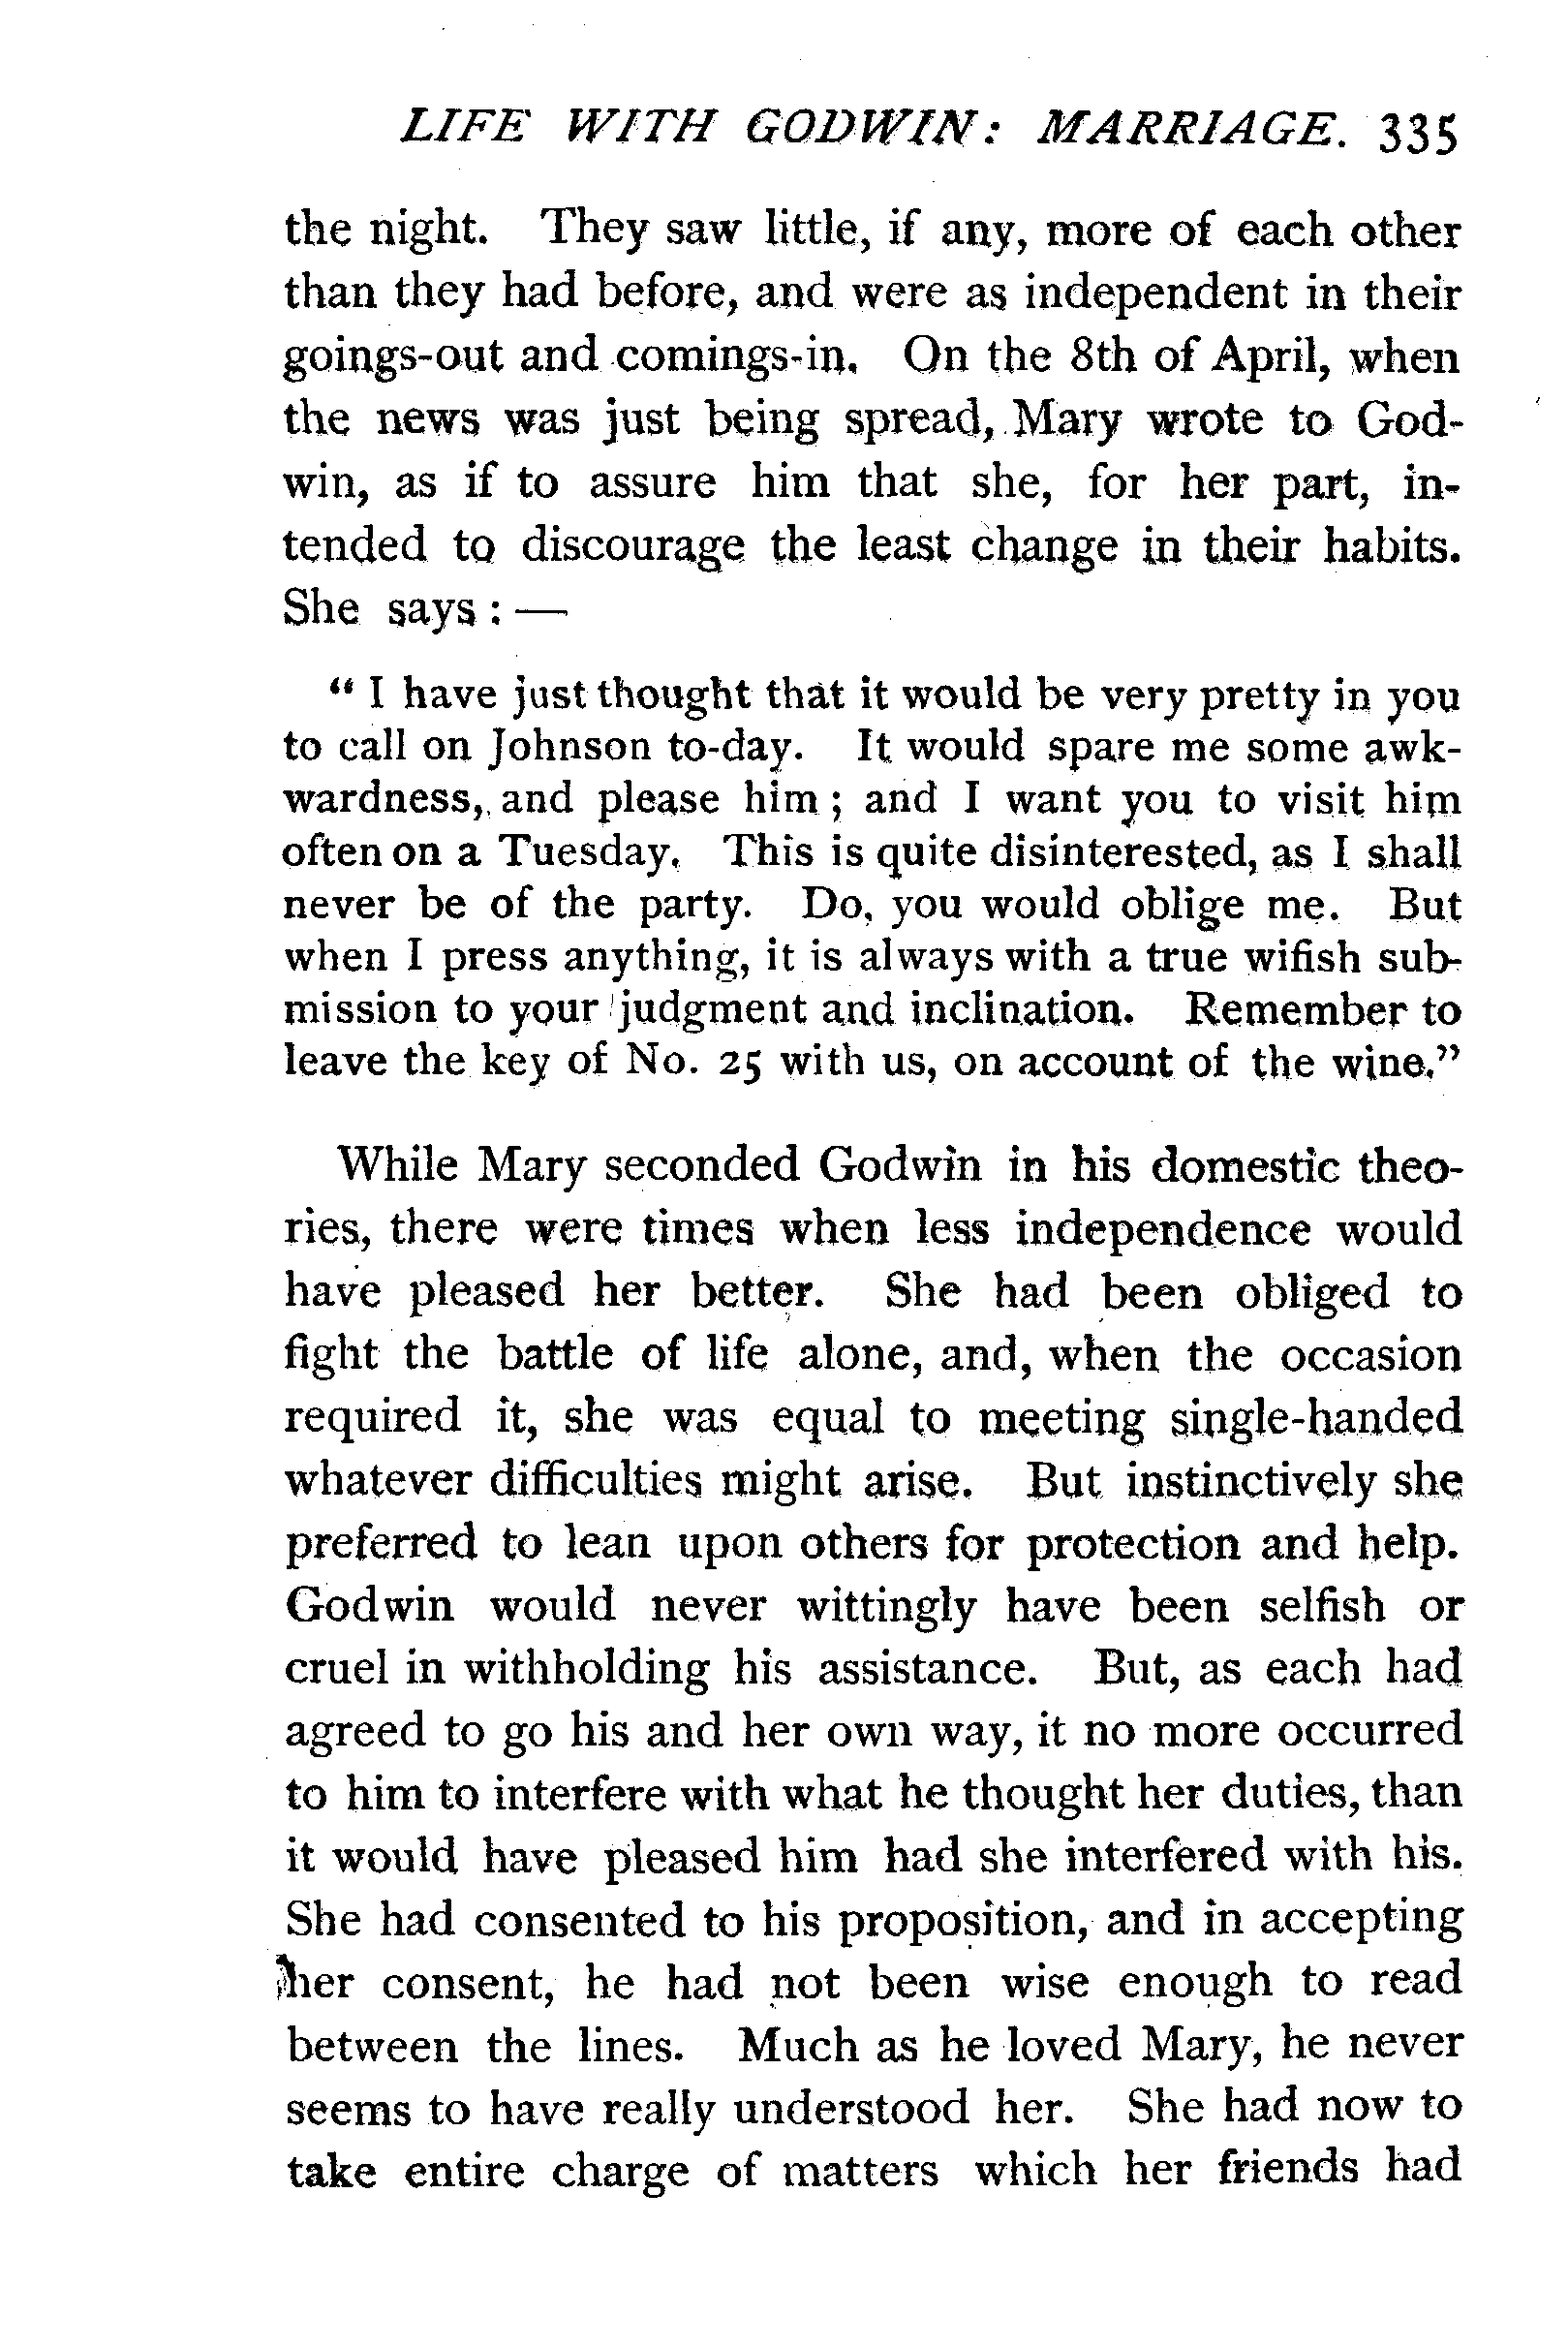 LIFE WITH GODWIN: MARRIAGE. 335
the night. They saw little, if any, more of each other
than they had before, and were as independent in their
goings-out and comings-in. On the 8th of April, when
the news was just being spread, Mary wrote to God-
win, as if to assure him that she, for her part, in-
tended to discourage the least change in their habits.
She says: —
“ I have just thought that it would be very pretty in you
to call on Johnson to-day. It would spare me some awk-
wardness, and please him; and I want you to visit him
often on a Tuesday. This is quite disinterested, as I shall
never be of the party. Do, you would oblige me. But
when I press anything, it is always with a true wifish sub-
mission to your judgment and inclination. Remember to
leave the key of No. 25 with us, on account of the wine.”
While Mary seconded Godwin in his domestic theo-
ries, there were times when less independence would
have pleased her better. She had been obliged to
fight the battle of life alone, and, when the occasion
required it, she was equal to meeting single-handed
whatever difficulties might arise. But instinctively she
preferred to lean upon others for protection and help.
Godwin would never wittingly have been selfish or
cruel in withholding his assistance. But, as each had
agreed to go his and her own way, it no more occurred
to him to interfere with what he thought her duties, than
it would have pleased him had she interfered with his.
She had consented to his proposition, and in accepting
her consent, he had not been wise enough to read
between the lines. Much as he loved Mary, he never
seems to have really understood her. She had now to
take entire charge of matters which her friends had